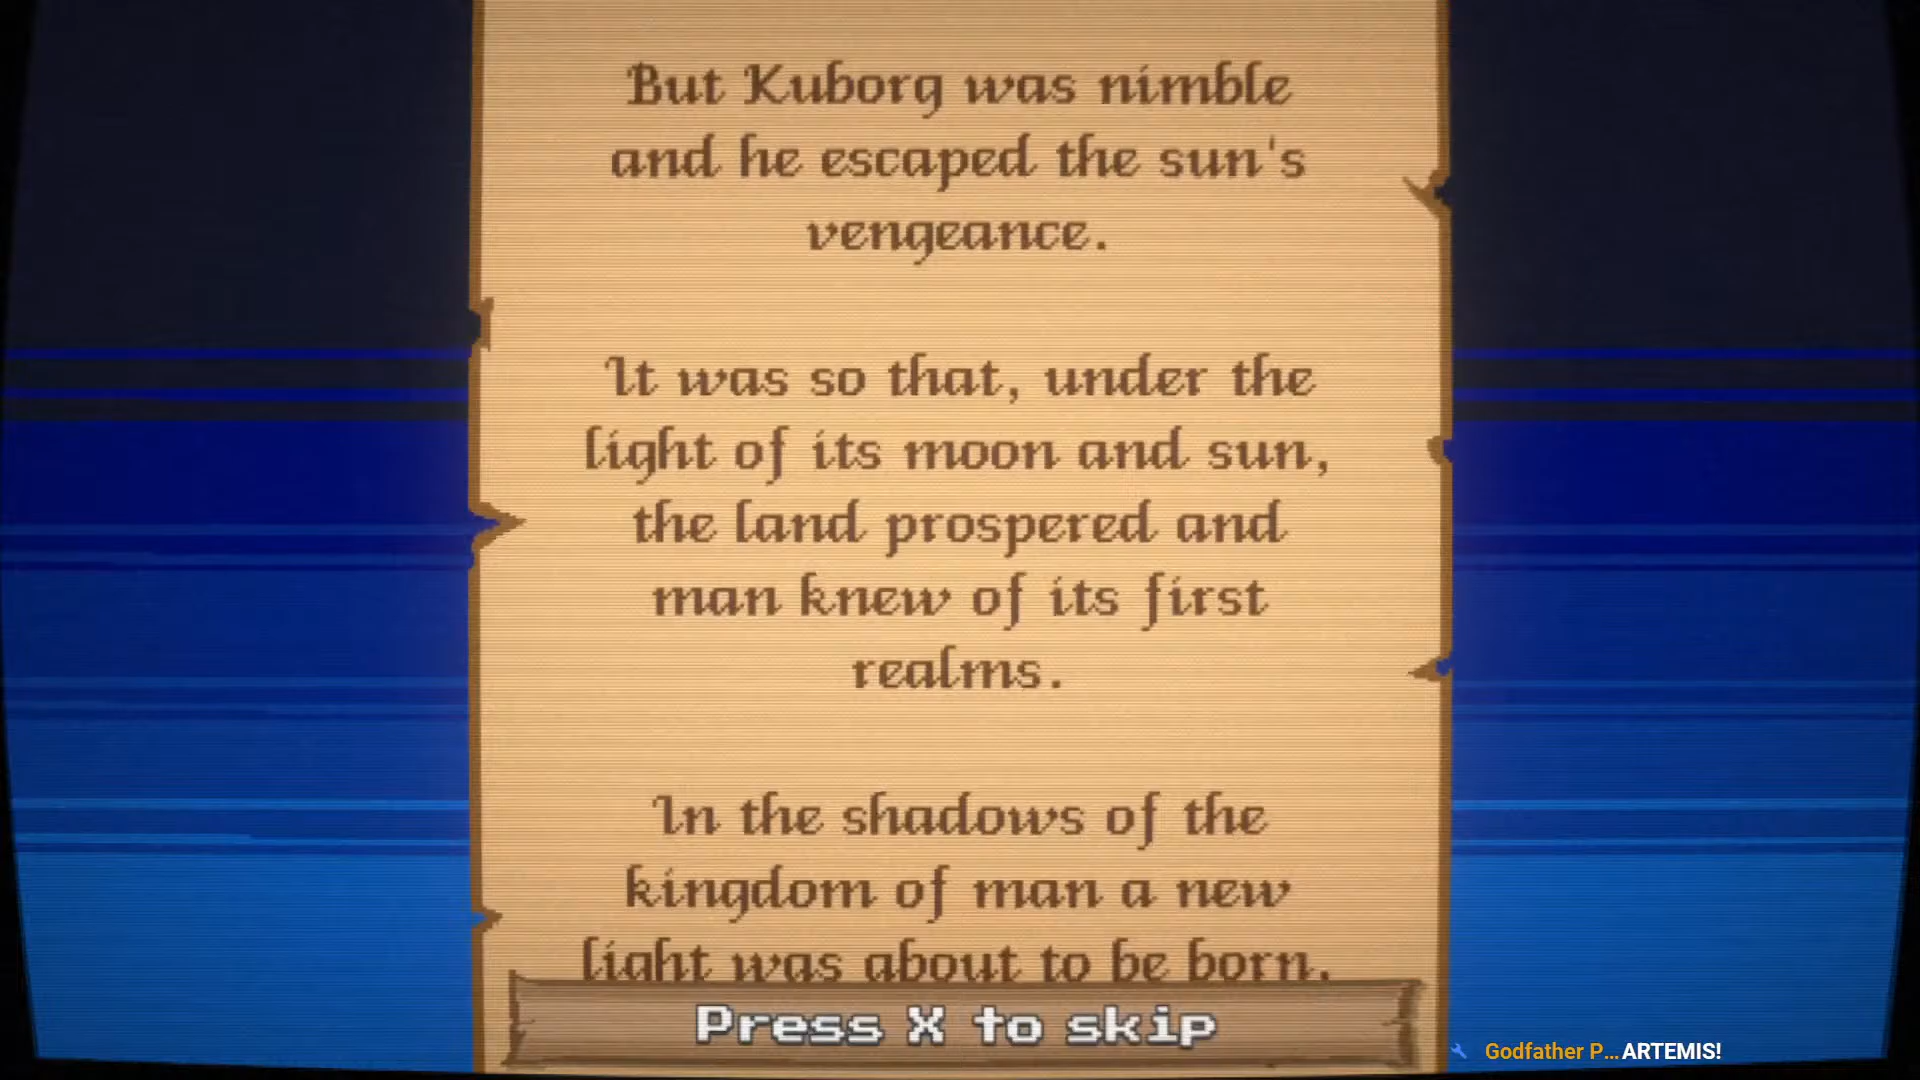 But Kuborg was nimble
and he escaped the sun's
vengeance.
It was so that, under the
light of its moon and sun,
the land prospered and
man knew of its first
realms.
In the shadows of the
kingdom of man a new
light was about to be born.
Press X to skip
Godfather P... ARTEMIS!